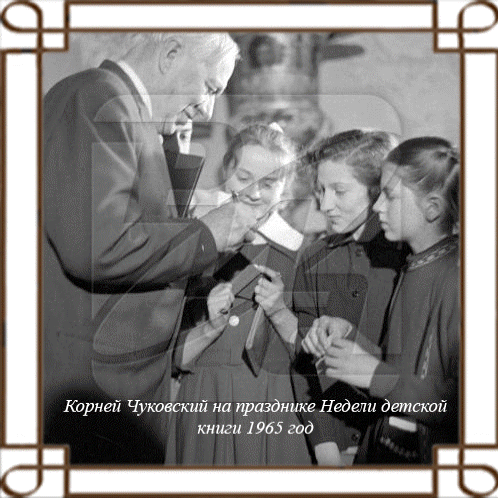 Корней Чуковский на празднике Недели детской
книги 1965 год